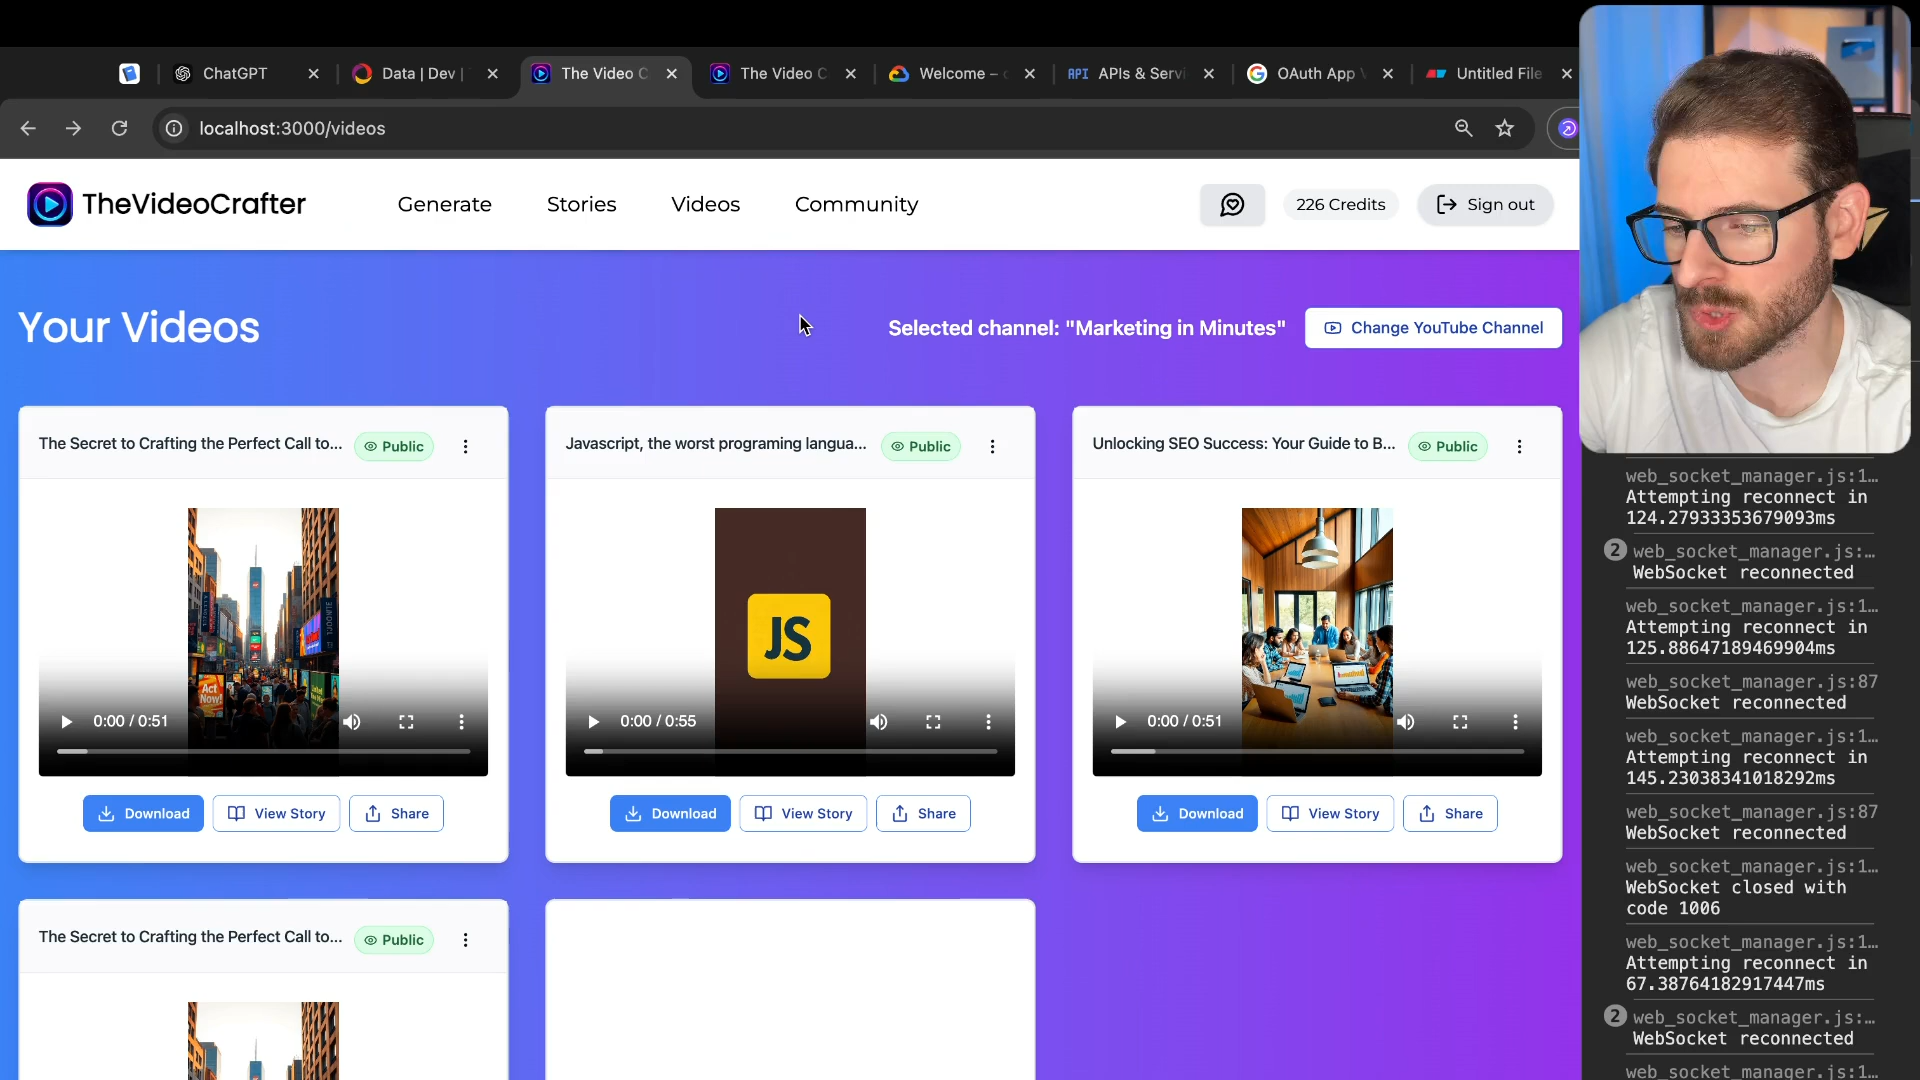 ChatGPT
Data | Dev |
The Video C
The Video C
Welcome –
API APIs & Servi
OAuth App
Untitled File
localhost:3000/videos
TheVideoCrafter
Generate
Stories
Videos
Community
226 Credits
Sign out
Your Videos
Selected channel: "Marketing in Minutes"
Change YouTube Channel
The Secret to Crafting the Perfect Call to...
Public
Javascript, the worst programing langua...
Public
Unlocking SEO Success: Your Guide to B...
Public
Act
Now!
JS
0:00 / 0:51
0:00 / 0:55
0:00 / 0:51
Download
View Story
Share
Download
View Story
Share
Download
View Story
Share
The Secret to Crafting the Perfect Call to...
Public
web_socket_manager.js:1…
Attempting reconnect in
124.27933353679093ms
2
web_socket_manager.js:…
WebSocket reconnected
web_socket_manager.js:1…
Attempting reconnect in
125.88647189469904ms
web_socket_manager.js:87
WebSocket reconnected
web_socket_manager.js:1…
Attempting reconnect in
145.23038341018292ms
web_socket_manager.js:87
WebSocket reconnected
web_socket_manager.js:1…
WebSocket closed with
code 1006
web_socket_manager.js:1…
Attempting reconnect in
67.38764182917447ms
2
web_socket_manager.js:…
WebSocket reconnected
web_socket_manager.js:1…